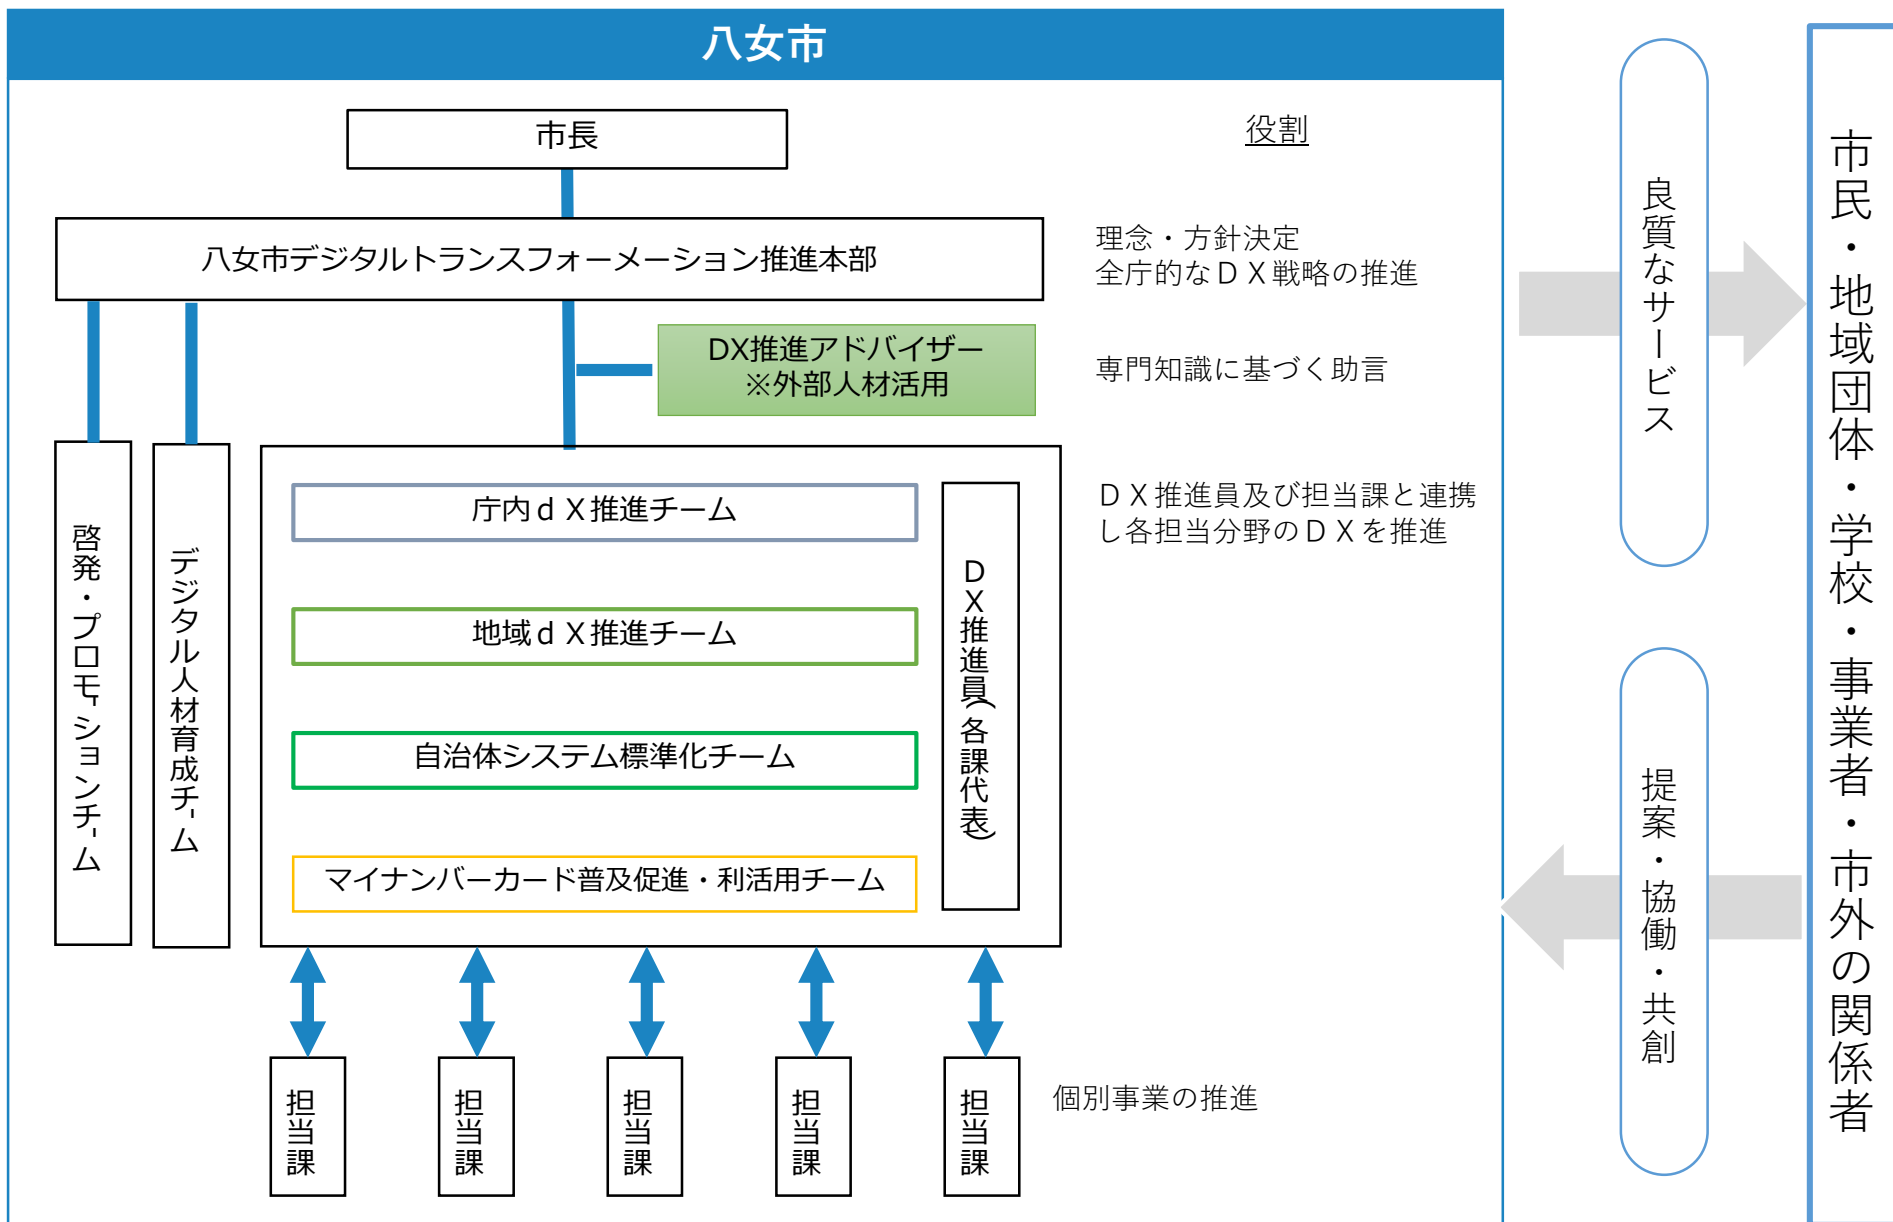 八女市
市長
役割
八女市デジタルトランスフォーメーション推進本部
理念・方針決定
全庁的なＤＸ戦略の推進
DX推進アドバイザー
※外部人材活用
専門知識に基づく助言
啓発・プロモーションチーム
デジタル人材育成チーム
庁内ｄＸ推進チーム
地域ｄＸ推進チーム
自治体システム標準化チーム
マイナンバーカード普及促進・利活用チーム
ＤＸ推進員（各課代表）
ＤＸ推進員及び担当課と連携
し各担当分野のＤＸを推進
担当課
担当課
担当課
担当課
担当課
個別事業の推進
良質なサービス
提案・協働・共創
市民・地域団体・学校・事業者・市外の関係者